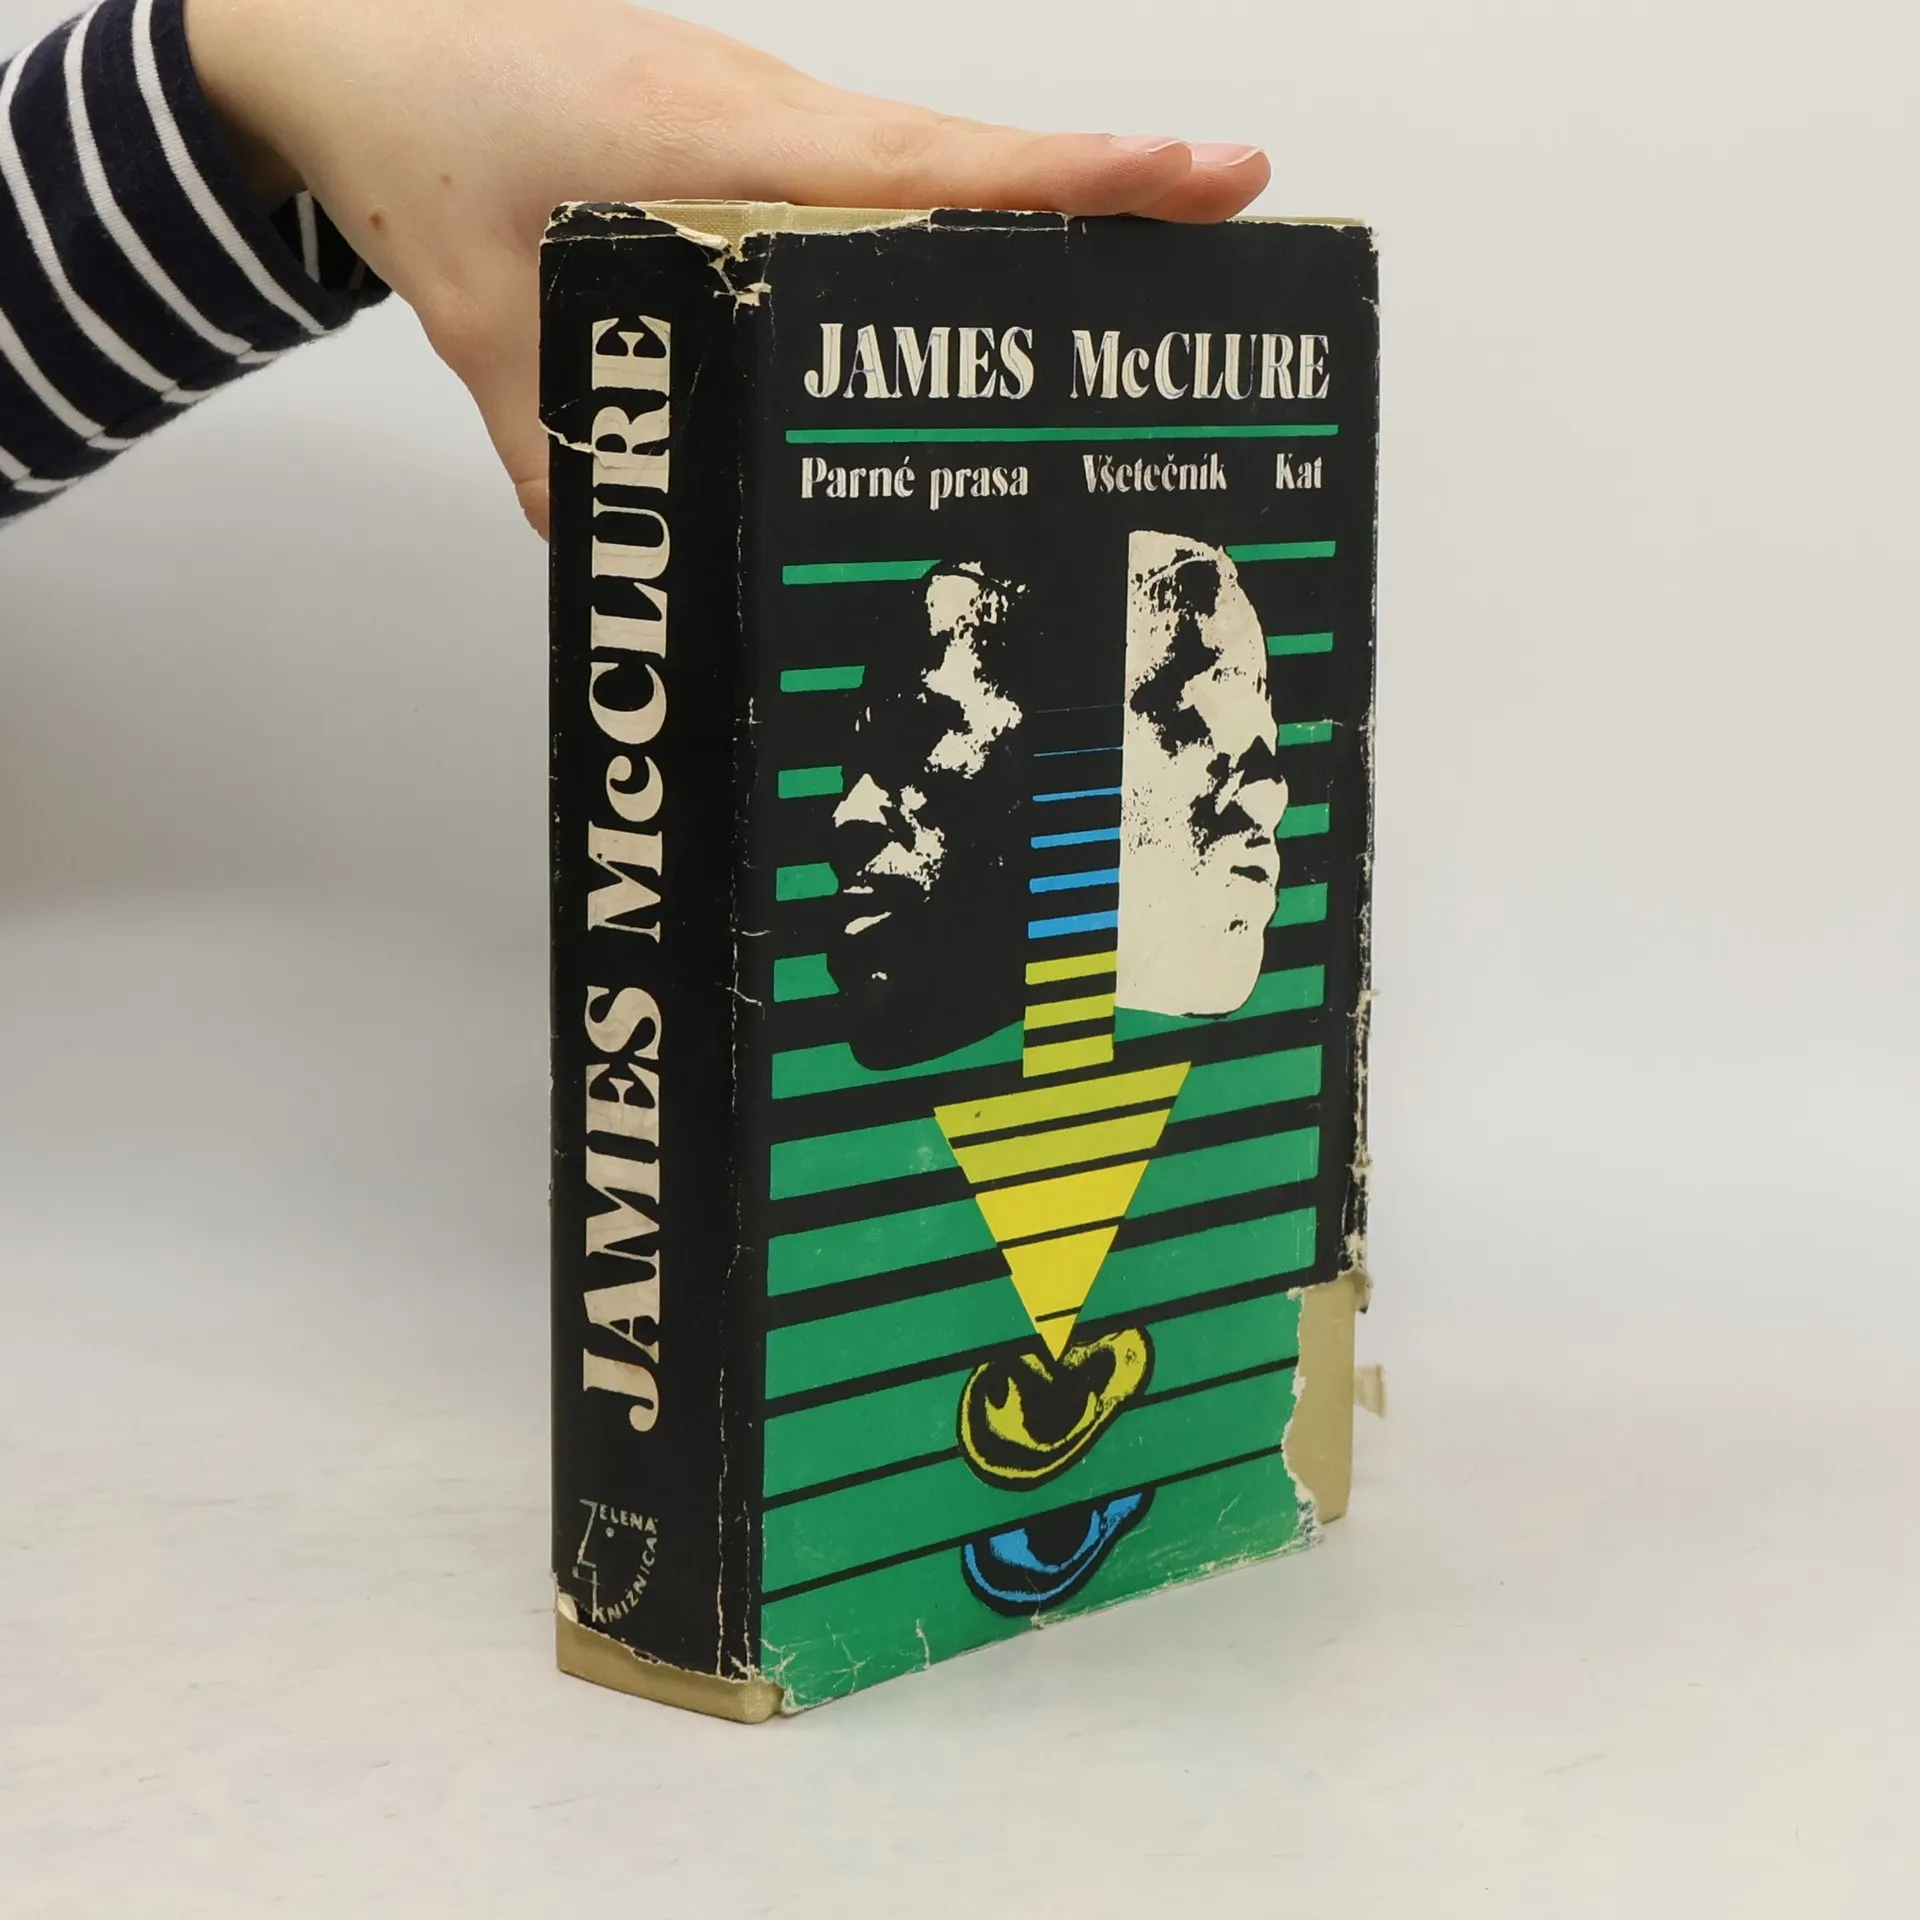 JAMES McCLURE
Parné prasa Všetečník Kat
JAMES McCLURE
ZELENÁ
KNIŽNICA